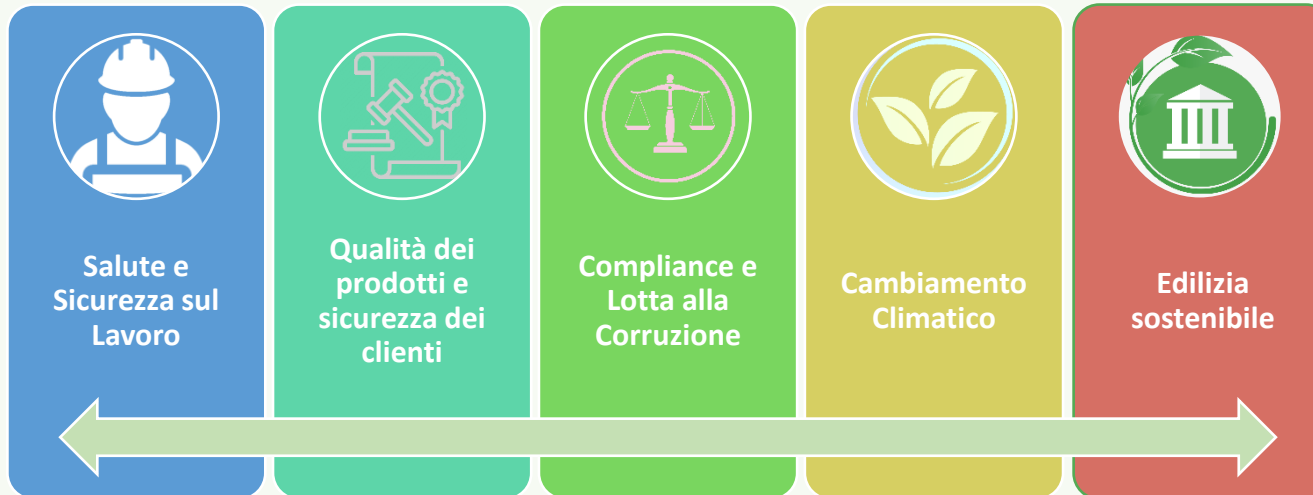 Salute e
Sicurezza sul
Lavoro
Qualità dei
prodotti e
sicurezza dei
clienti
Compliance e
Lotta alla
Corruzione
Cambiamento
Climatico
Edilizia
sostenibile